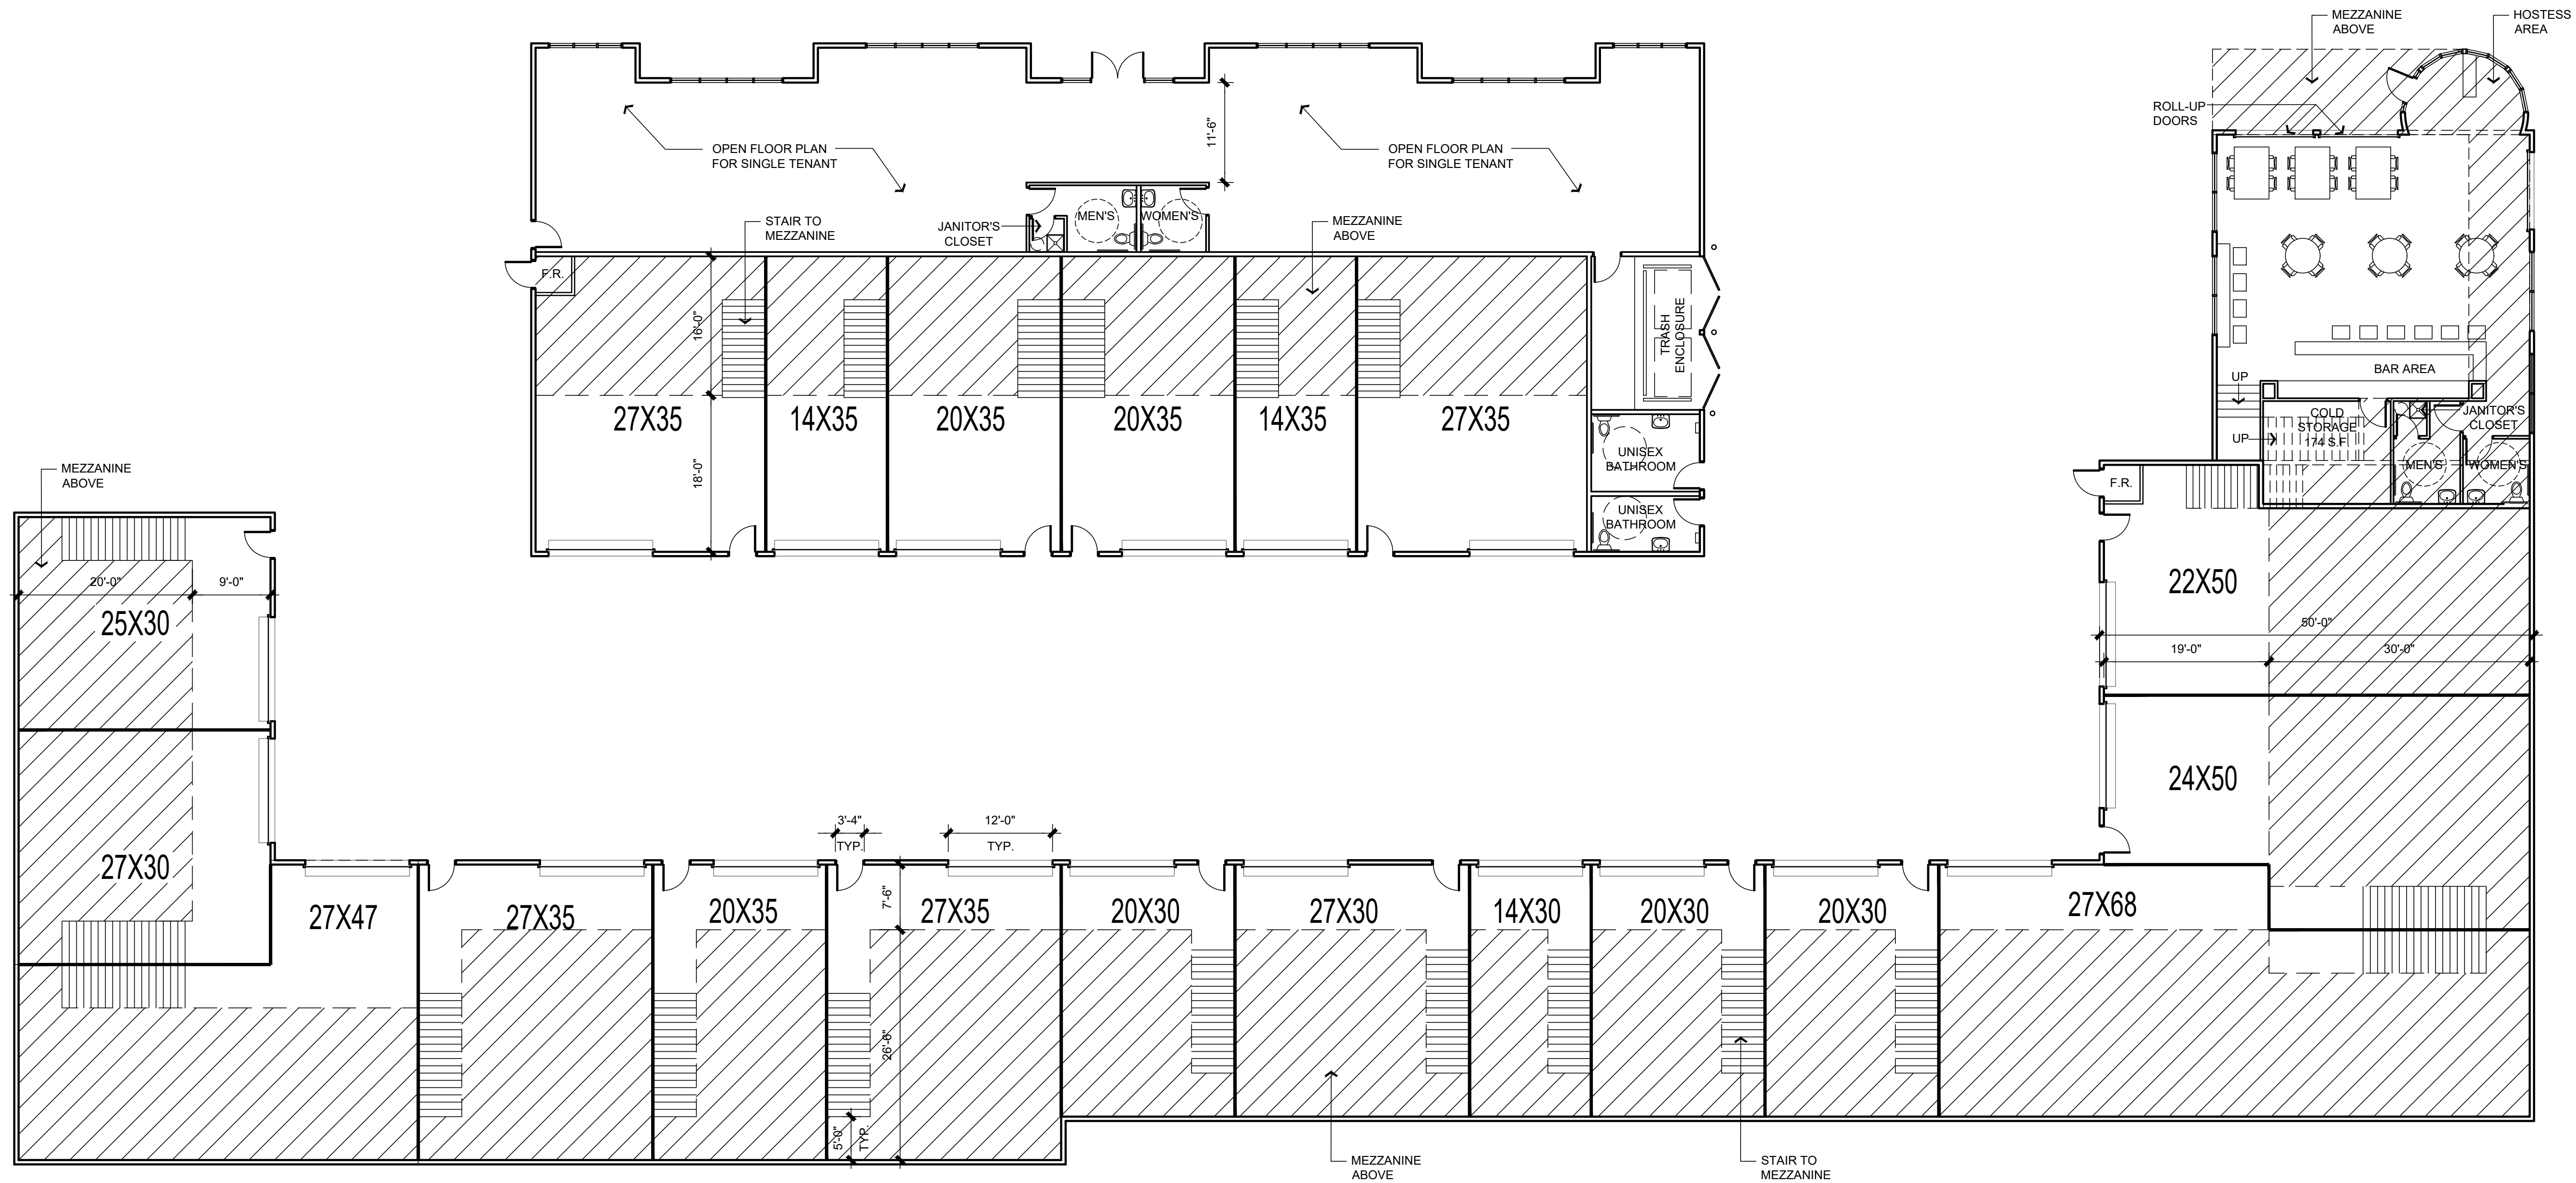 MEZZANINE
ABOVE
HOSTESS
AREA
ROLL-UP
DOORS
11'-6"
OPEN FLOOR PLAN
FOR SINGLE TENANT
OPEN FLOOR PLAN
FOR SINGLE TENANT
STAIR TO
MEZZANINE
JANITOR'S
CLOSET
MEN'S
WOMEN'S
MEZZANINE
ABOVE
F.R.
16'-0"
TRASH
ENCLOSURE
27X35
14X35
20X35
20X35
14X35
27X35
18'-0"
UNISEX
BATHROOM
UNISEX
BATHROOM
BAR AREA
UP
UP
COLD
STORAGE
174 S.F.
JANITOR'S
CLOSET
MEN'S
WOMEN'S
F.R.
MEZZANINE
ABOVE
20'-0"
9'-0"
25X30
22X50
50'-0"
19'-0"
30'-0"
24X50
27X30
3'-4"
TYP.
12'-0"
TYP.
7'-6"
27X47
27X35
20X35
27X35
20X30
27X30
14X30
20X30
20X30
27X68
26'-6"
5'-0"
TYP.
MEZZANINE
ABOVE
STAIR TO
MEZZANINE